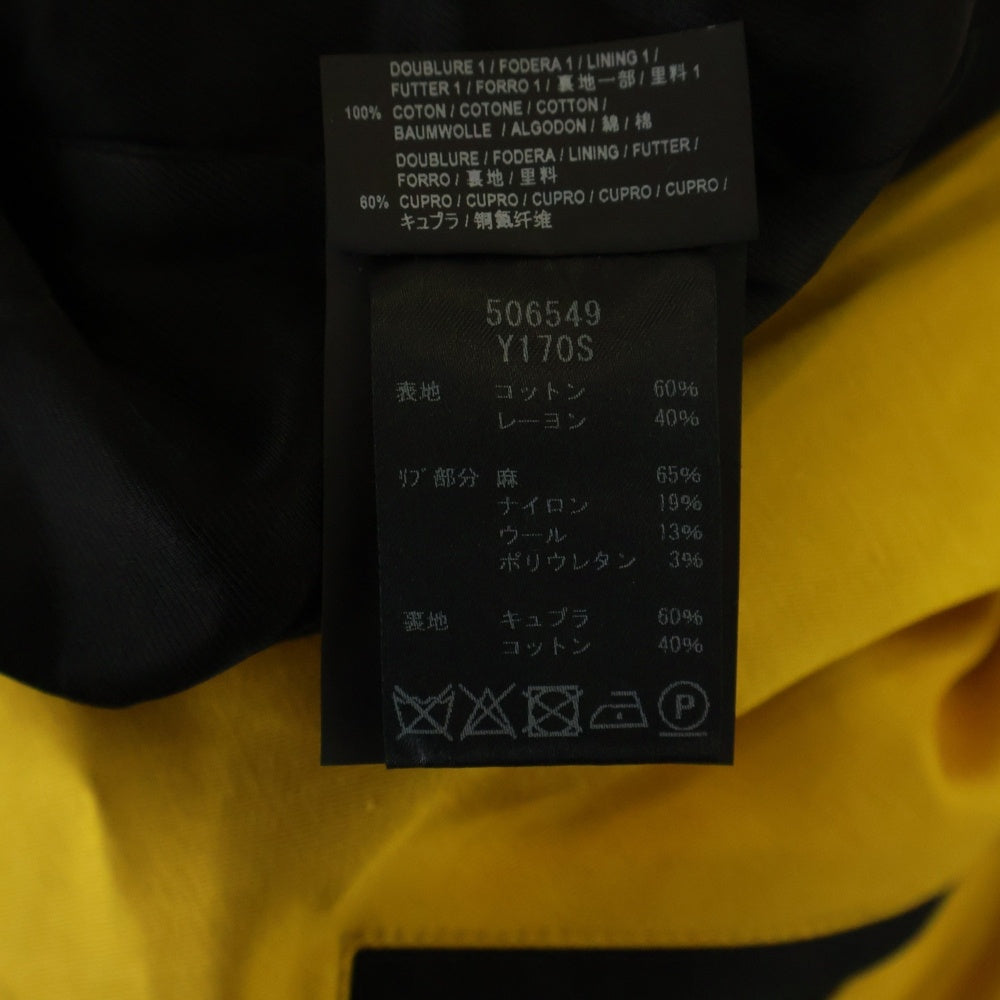 DOUBLURE 1 / FODERA 1 / LINING 1 /
FUTTER 1 / FORRO 1 / 裏地一部 / 里料 1
100% COTON / COTONE / COTTON /
BAUMWOLLE / ALGODON / 綿 / 棉
DOUBLURE / FODERA / LINING / FUTTER /
FORRO / 裏地 / 里料
60% CUPRO / CUPRO / CUPRO / CUPRO / CUPRO /
キュプラ / 铜氨纤维
506549
Y170S
表地 コットン 60%
レーヨン 40%
ﾘﾌﾞ部分 麻 65%
ナイロン 19%
ウール 13%
ポリウレタン 3%
裏地 キュプラ 60%
コットン 40%
P